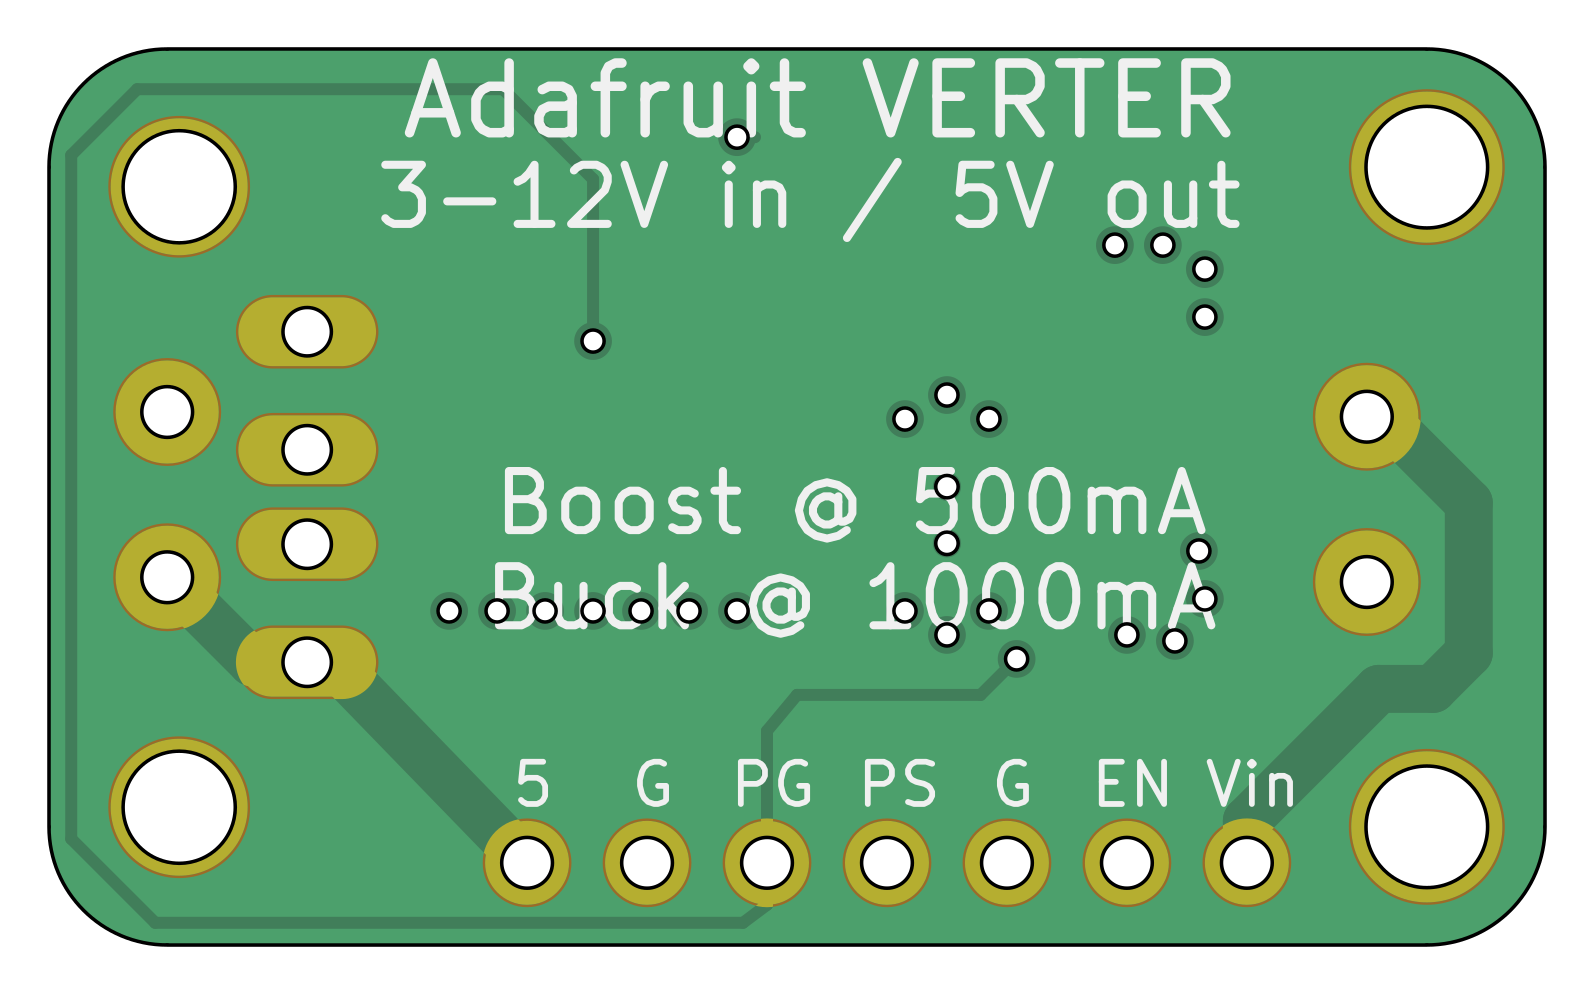 Adafruit VERTER
3-12V in / 5V out
Boost @ 500mA
Buck @ 1000mA
5 G PG PS G EN Vin